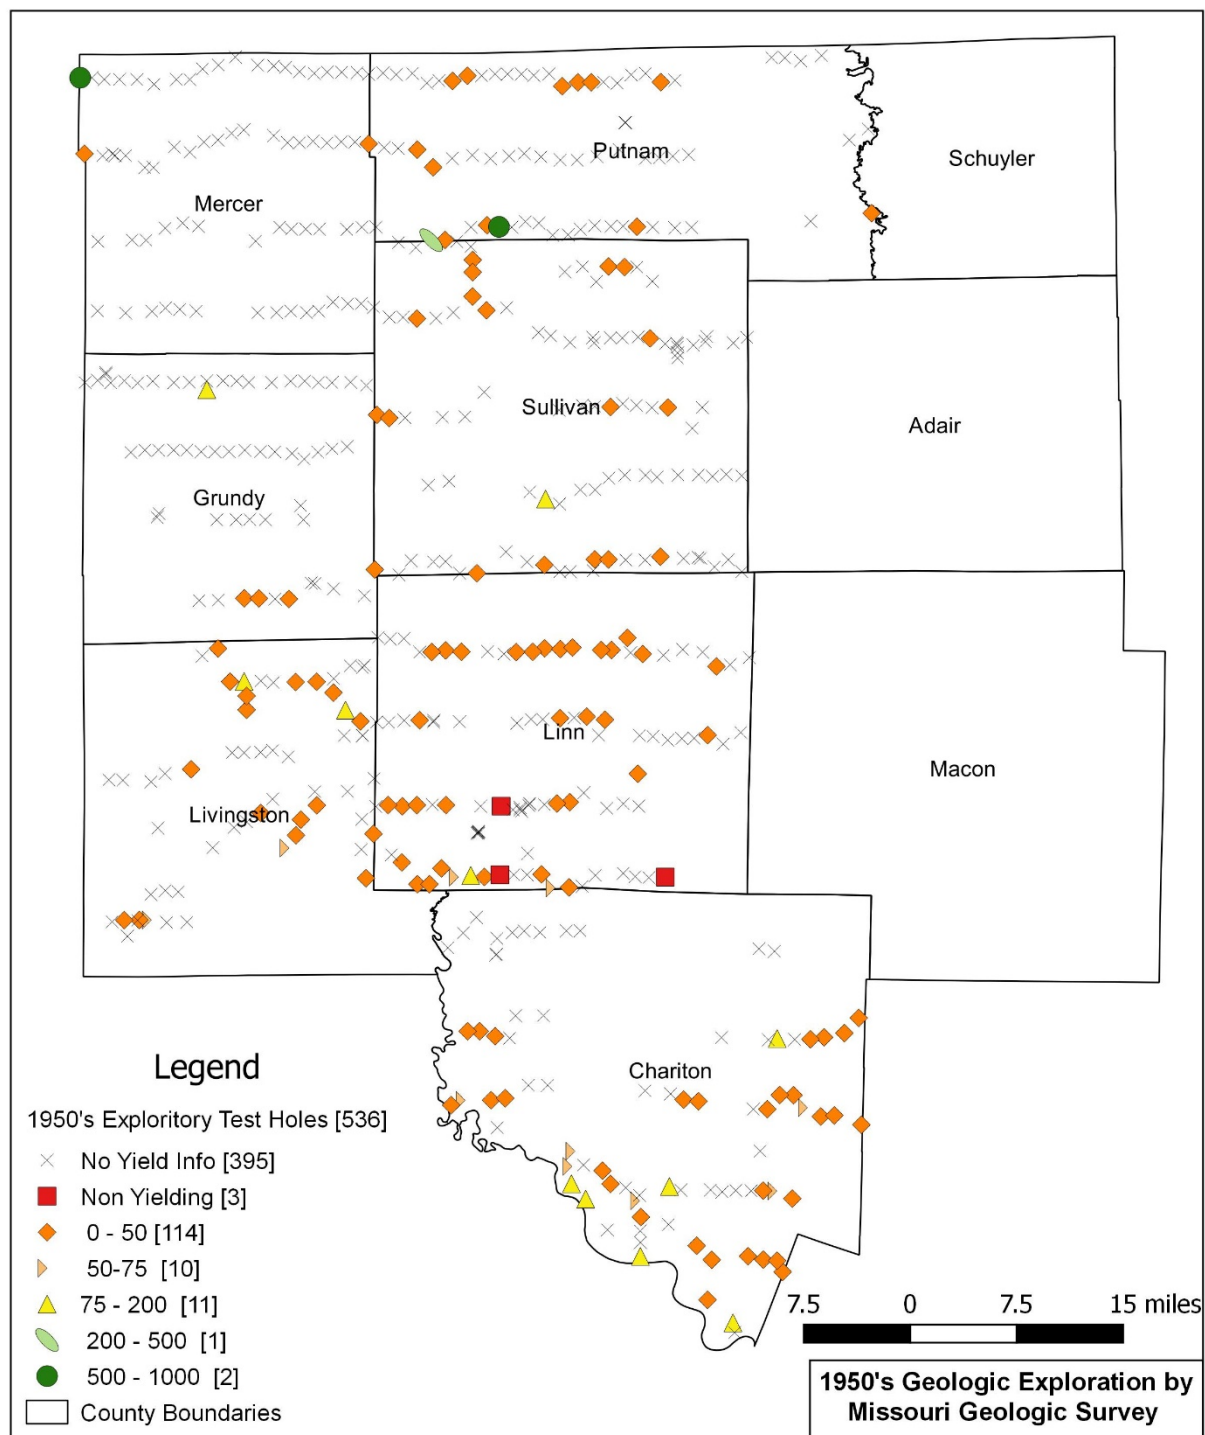 Putnam
Schuyler
Mercer
Sullivan
Adair
Grundy
Linn
Macon
Livingston
Chariton
Legend
1950's Exploritory Test Holes [536]
No Yield Info [395]
Non Yielding [3]
0 - 50 [114]
50-75 [10]
75 - 200 [11]
200 - 500 [1]
500 - 1000 [2]
County Boundaries
7.5 0 7.5 15 miles
1950's Geologic Exploration by
Missouri Geologic Survey